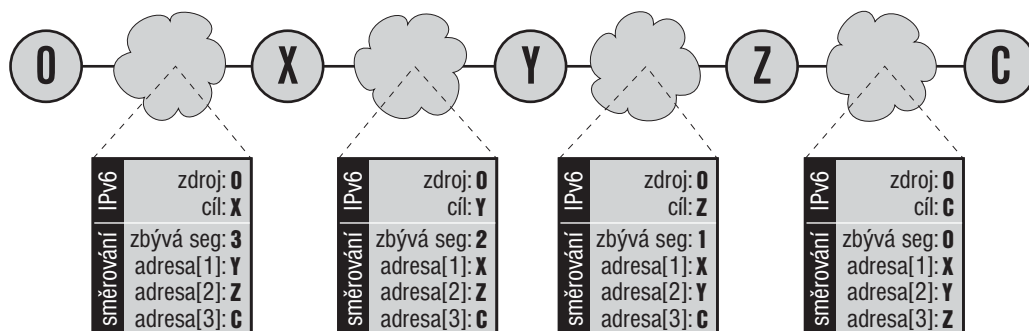 O X Y Z C
IPv6
zdroj: O
cíl: X
směrování
zbývá seg: 3
adresa[1]: Y
adresa[2]: Z
adresa[3]: C
IPv6
zdroj: O
cíl: Y
směrování
zbývá seg: 2
adresa[1]: X
adresa[2]: Z
adresa[3]: C
IPv6
zdroj: O
cíl: Z
směrování
zbývá seg: 1
adresa[1]: X
adresa[2]: Y
adresa[3]: C
IPv6
zdroj: O
cíl: C
směrování
zbývá seg: 0
adresa[1]: X
adresa[2]: Y
adresa[3]: Z